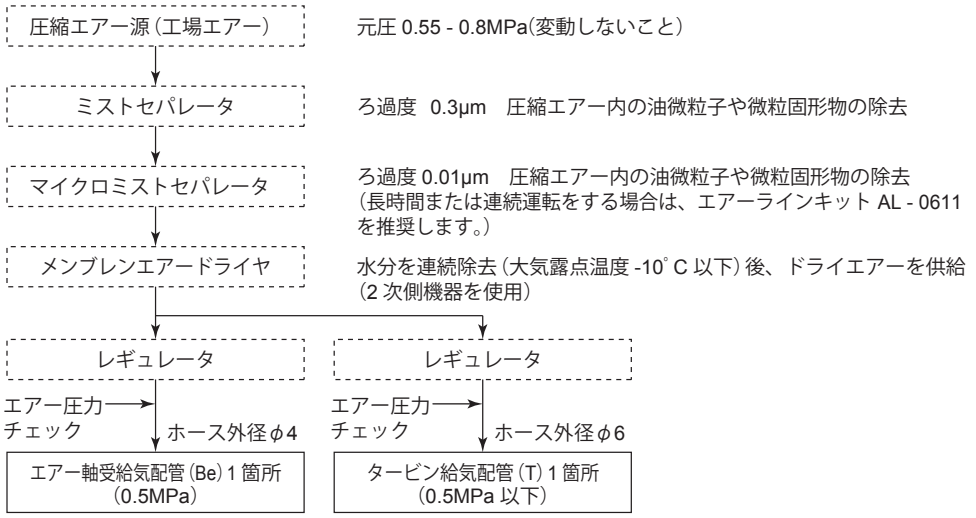 圧縮エアー源(工場エアー)
元圧 0.55 - 0.8MPa(変動しないこと)
ミストセパレータ
ろ過度 0.3µm 圧縮エアー内の油微粒子や微粒固形物の除去
マイクロミストセパレータ
ろ過度 0.01µm 圧縮エアー内の油微粒子や微粒固形物の除去
(長時間または連続運転をする場合は、エアーラインキット AL - 0611
を推奨します。)
メンブレンエアードライヤ
水分を連続除去(大気露点温度 -10°C 以下)後、ドライエアーを供給
(2 次側機器を使用)
レギュレータ
レギュレータ
エアー圧力
チェック
ホース外径φ4
エアー圧力
チェック
ホース外径φ6
エアー軸受給気配管(Be)1 箇所
(0.5MPa)
タービン給気配管(T)1 箇所
(0.5MPa 以下)